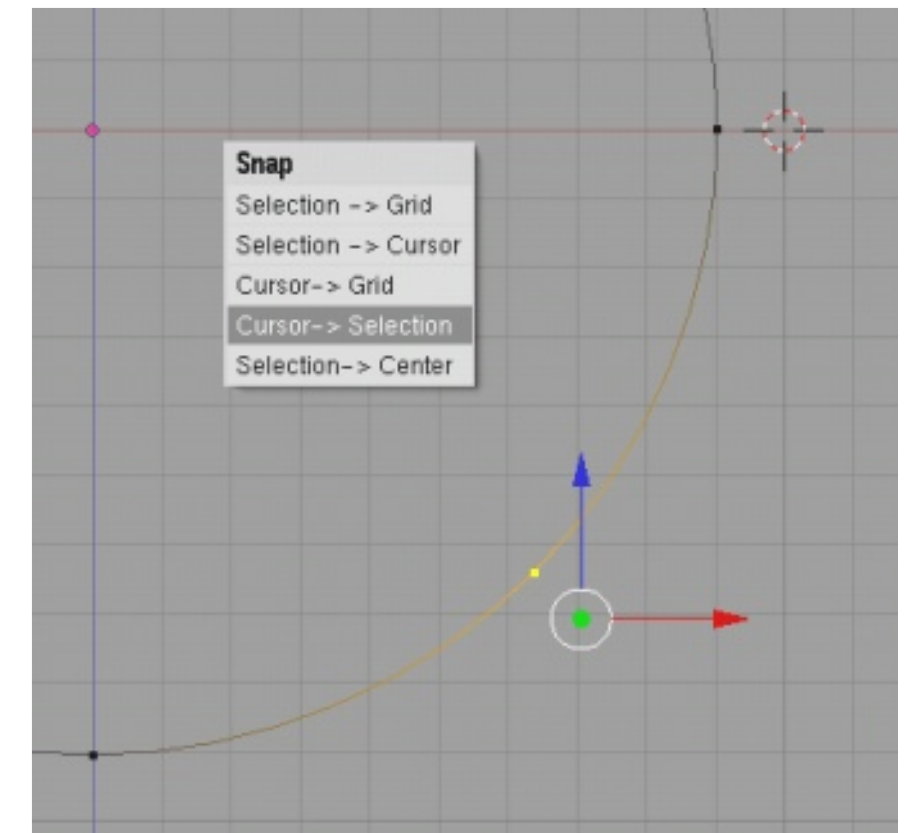 Snap
Selection -> Grid
Selection -> Cursor
Cursor-> Grid
Cursor-> Selection
Selection-> Center